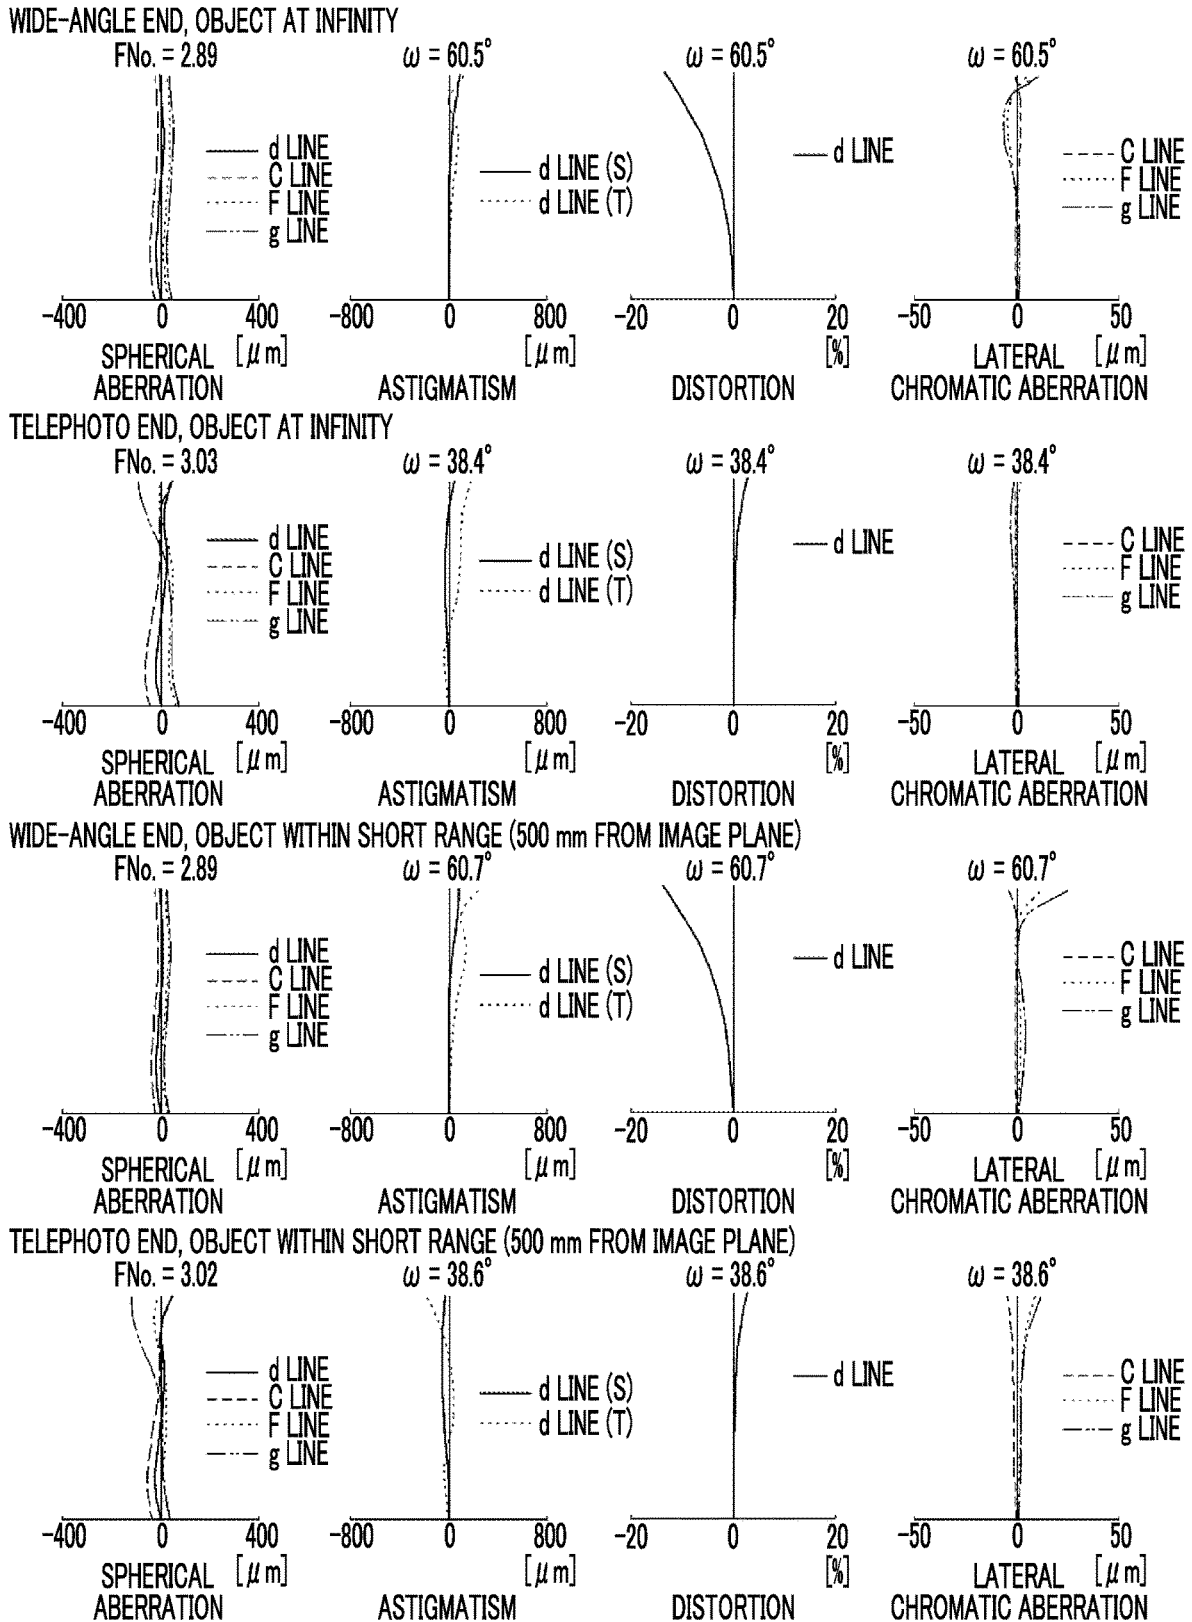 WIDE-ANGLE END, OBJECT AT INFINITY
FNo. = 2.89
ω = 60.5°
ω = 60.5°
ω = 60.5°
d LINE
C LINE
F LINE
g LINE
d LINE (S)
d LINE (T)
d LINE
C LINE
F LINE
g LINE
-400 0 400
-800 0 800
-20 0 20
-50 0 50
SPHERICAL ABERRATION [μm]
ASTIGMATISM [μm]
DISTORTION [%]
LATERAL CHROMATIC ABERRATION [μm]
TELEPHOTO END, OBJECT AT INFINITY
FNo. = 3.03
ω = 38.4°
ω = 38.4°
ω = 38.4°
d LINE
C LINE
F LINE
g LINE
d LINE (S)
d LINE (T)
d LINE
C LINE
F LINE
g LINE
-400 0 400
-800 0 800
-20 0 20
-50 0 50
SPHERICAL ABERRATION [μm]
ASTIGMATISM [μm]
DISTORTION [%]
LATERAL CHROMATIC ABERRATION [μm]
WIDE-ANGLE END, OBJECT WITHIN SHORT RANGE (500 mm FROM IMAGE PLANE)
FNo. = 2.89
ω = 60.7°
ω = 60.7°
ω = 60.7°
d LINE
C LINE
F LINE
g LINE
d LINE (S)
d LINE (T)
d LINE
C LINE
F LINE
g LINE
-400 0 400
-800 0 800
-20 0 20
-50 0 50
SPHERICAL ABERRATION [μm]
ASTIGMATISM [μm]
DISTORTION [%]
LATERAL CHROMATIC ABERRATION [μm]
TELEPHOTO END, OBJECT WITHIN SHORT RANGE (500 mm FROM IMAGE PLANE)
FNo. = 3.02
ω = 38.6°
ω = 38.6°
ω = 38.6°
d LINE
C LINE
F LINE
g LINE
d LINE (S)
d LINE (T)
d LINE
C LINE
F LINE
g LINE
-400 0 400
-800 0 800
-20 0 20
-50 0 50
SPHERICAL ABERRATION [μm]
ASTIGMATISM [μm]
DISTORTION [%]
LATERAL CHROMATIC ABERRATION [μm]